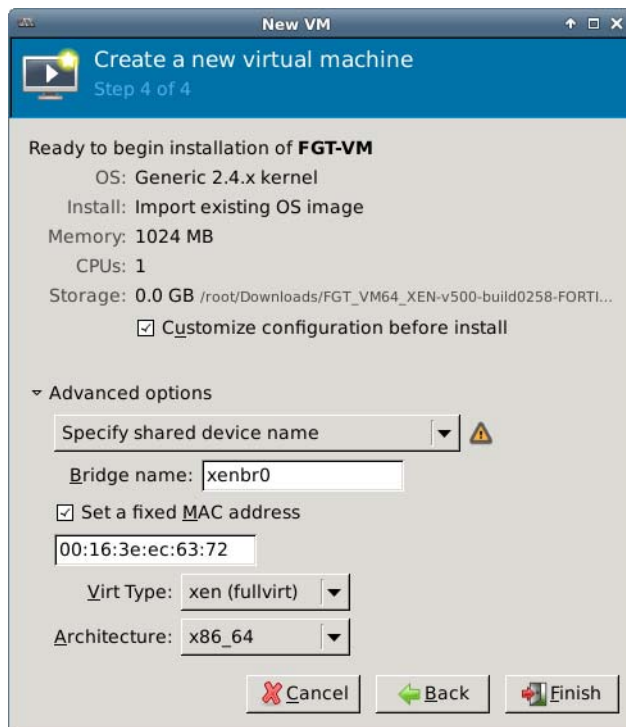 New VM
Create a new virtual machine
Step 4 of 4
Ready to begin installation of FGT-VM
OS: Generic 2.4.x kernel
Install: Import existing OS image
Memory: 1024 MB
CPUs: 1
Storage: 0.0 GB /root/Downloads/FGT_VM64_XEN-v500-build0258-FORTI...
Customize configuration before install
Advanced options
Specify shared device name
Bridge name: xenbr0
Set a fixed MAC address
00:16:3e:ec:63:72
Virt Type: xen (fullvirt)
Architecture: x86_64
Cancel Back Finish